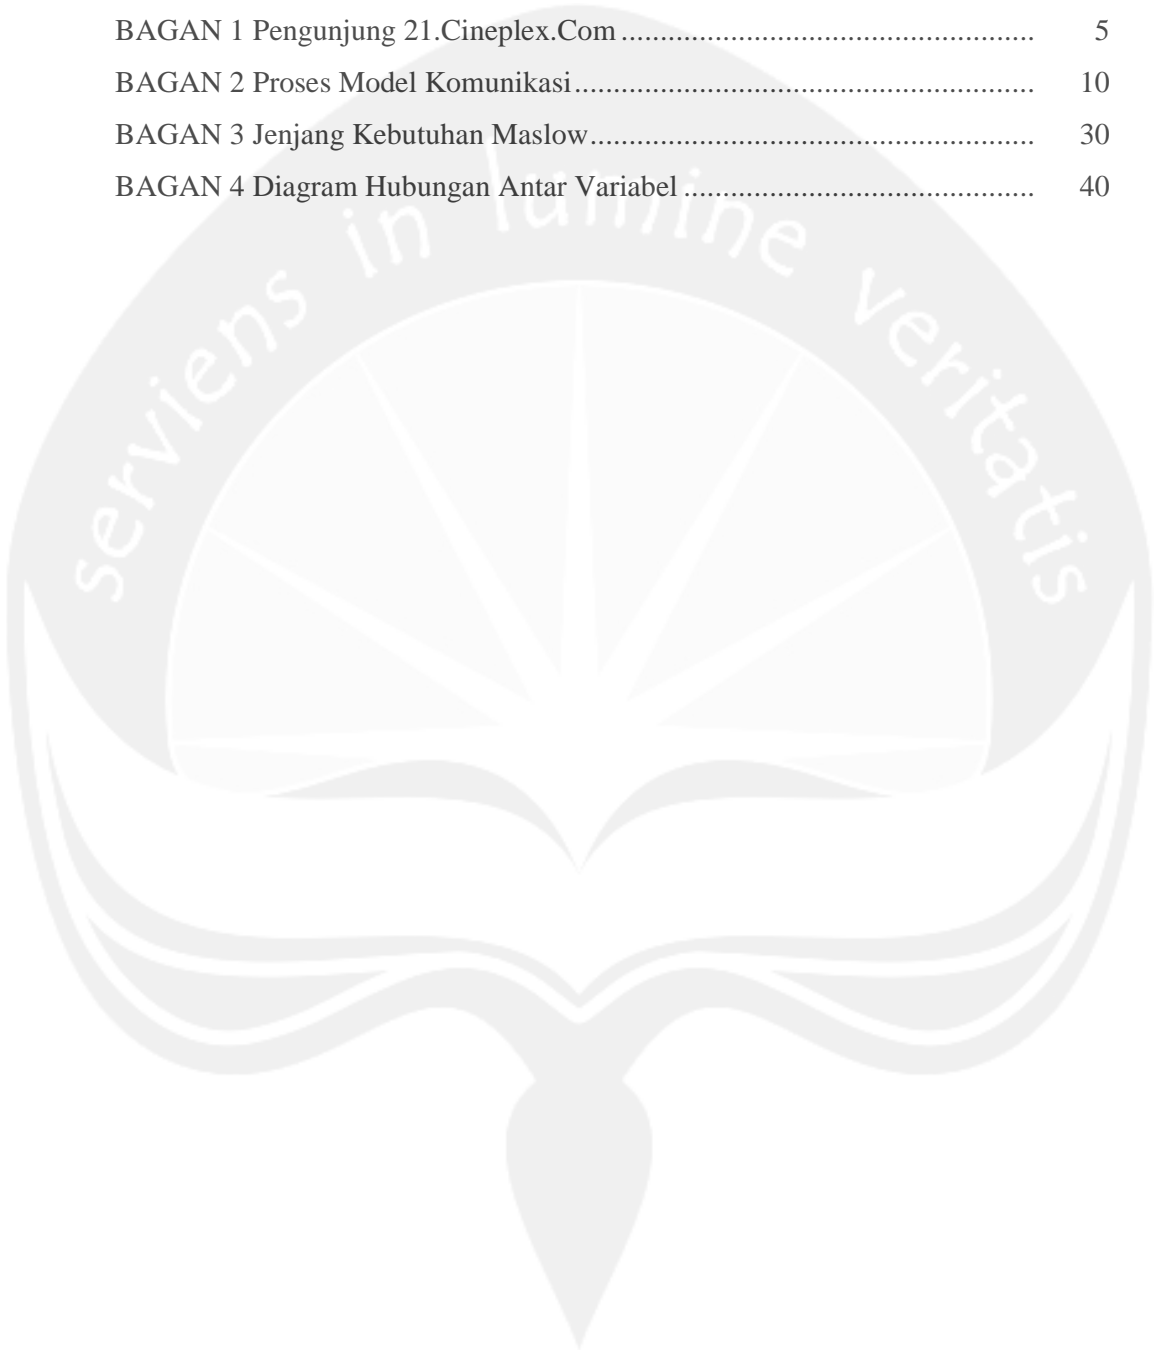 BAGAN 1 Pengunjung 21.Cineplex.Com ................................................... 5
BAGAN 2 Proses Model Komunikasi......................................................... 10
BAGAN 3 Jenjang Kebutuhan Maslow....................................................... 30
BAGAN 4 Diagram Hubungan Antar Variabel ........................................... 40
serviens in lumine veritatis